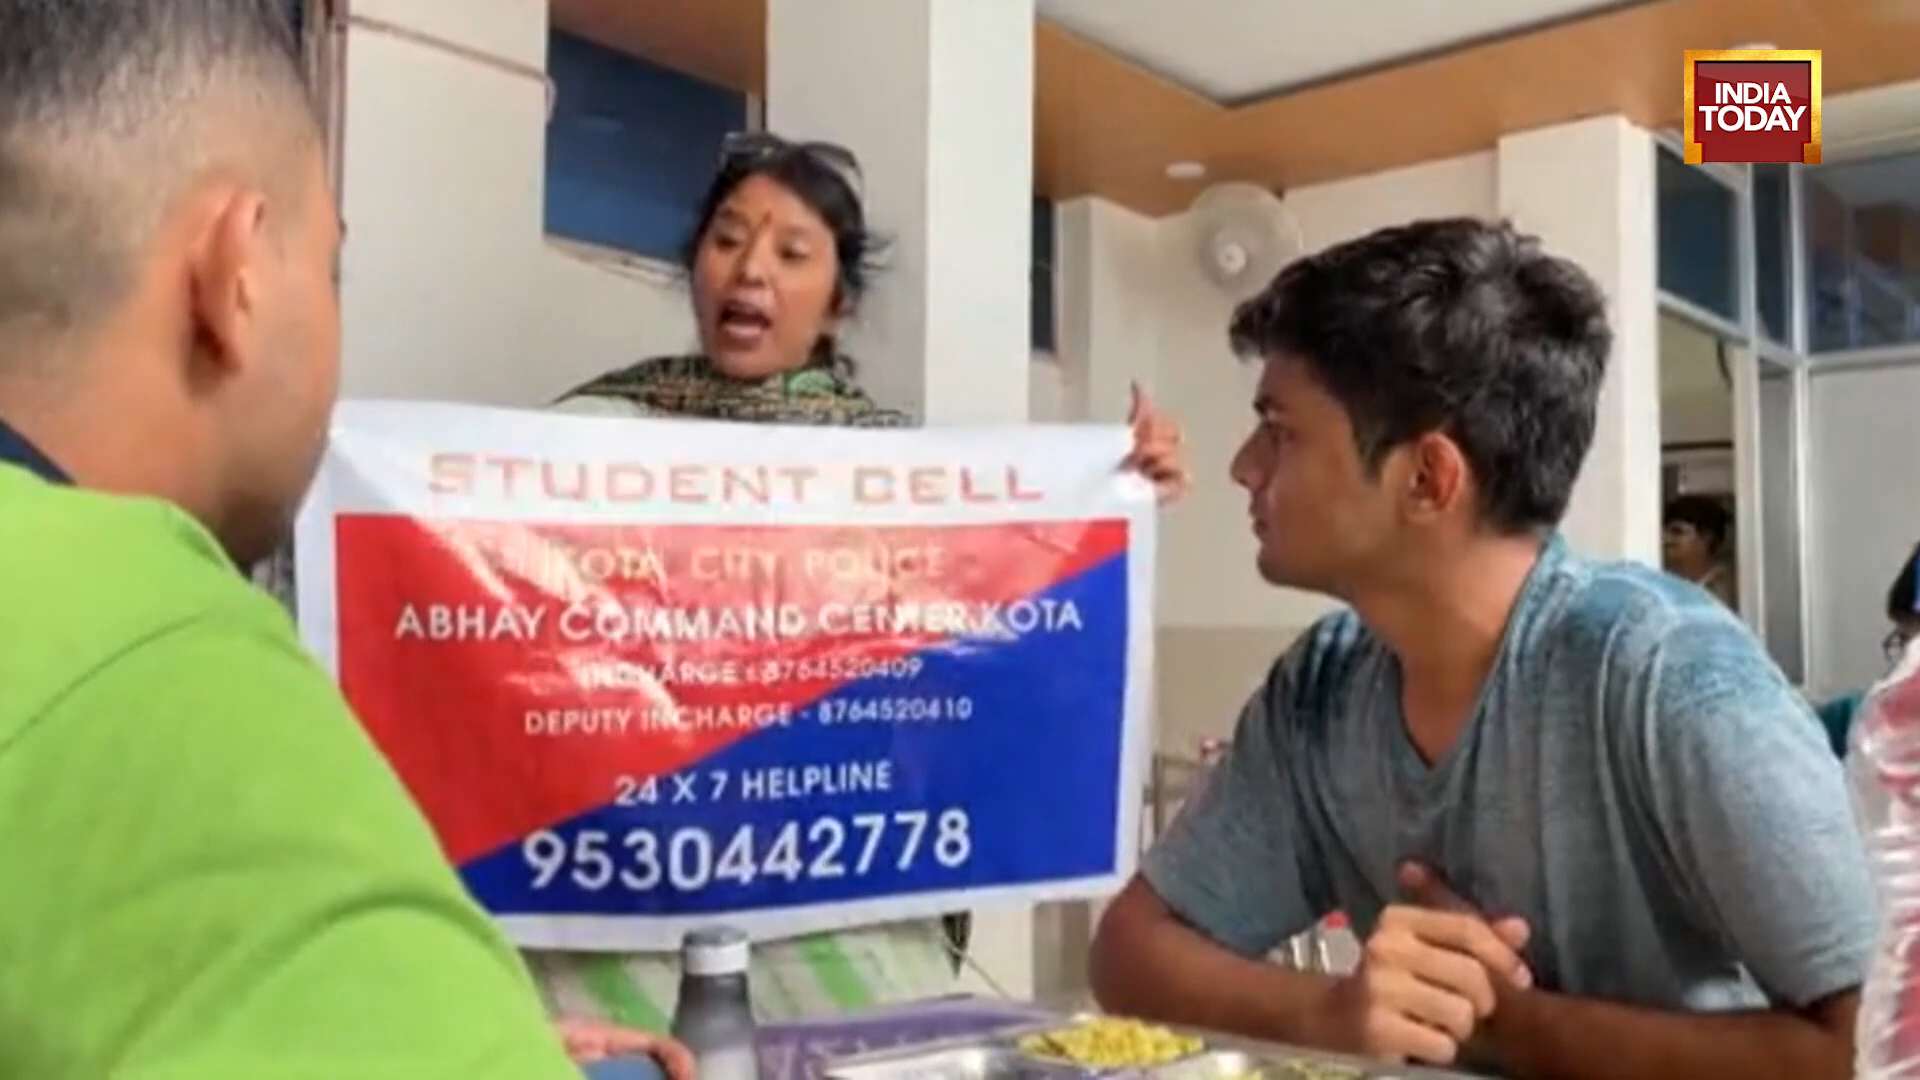 INDIA
TODAY
STUDENT CELL
KOTA CITY POLICE
ABHAY COMMAND CENTER KOTA
INCHARGE : 8764520409
DEPUTY INCHARGE - 8764520410
24 X 7 HELPLINE
9530442778